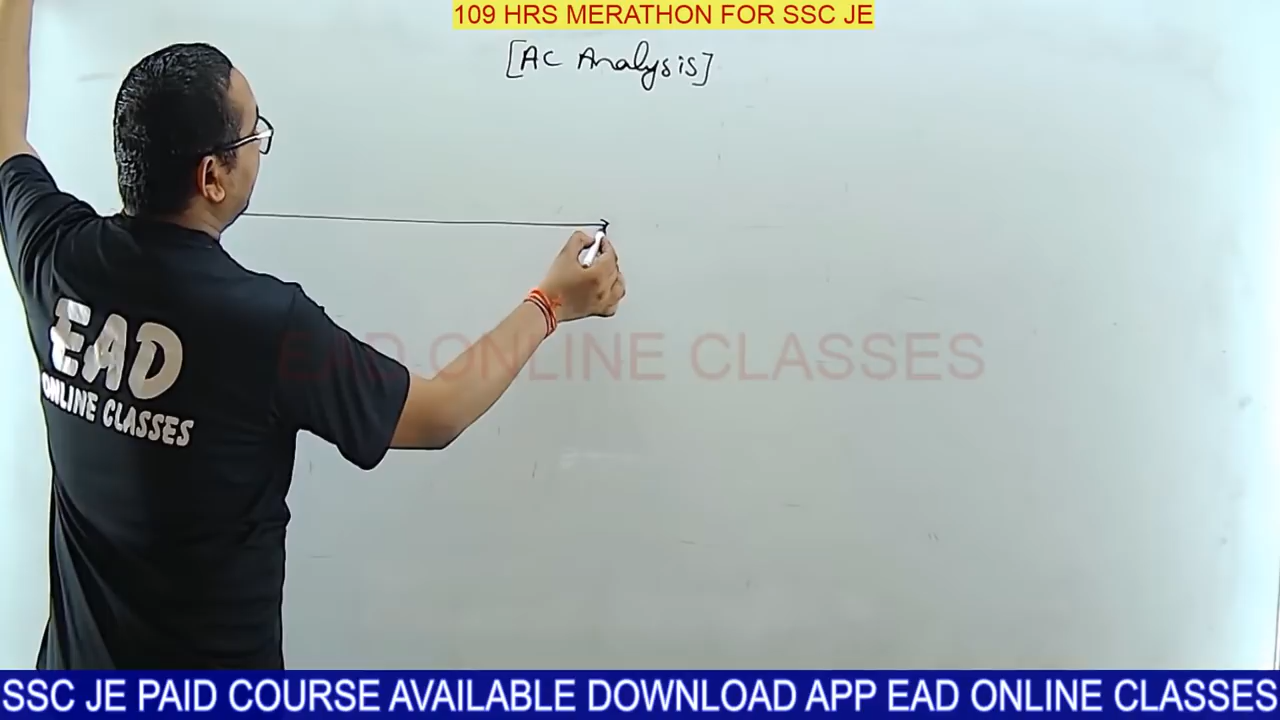 109 HRS MERATHON FOR SSC JE
[AC Analysis]
EAD
ONLINE CLASSES
EAD ONLINE CLASSES
SSC JE PAID COURSE AVAILABLE DOWNLOAD APP EAD ONLINE CLASSES